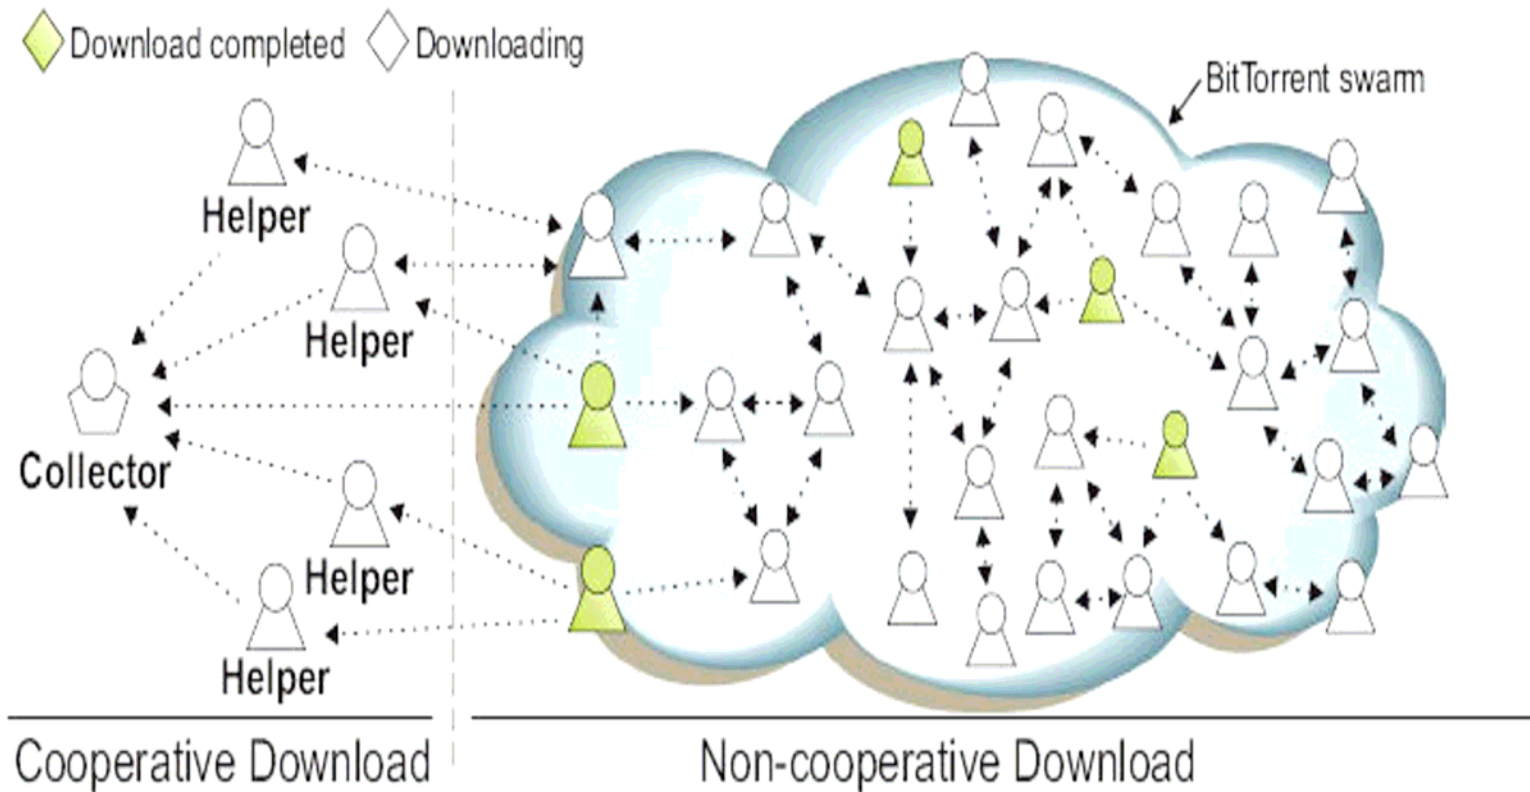 Download completed
Downloading
BitTorrent swarm
Helper
Helper
Collector
Helper
Helper
Cooperative Download
Non-cooperative Download